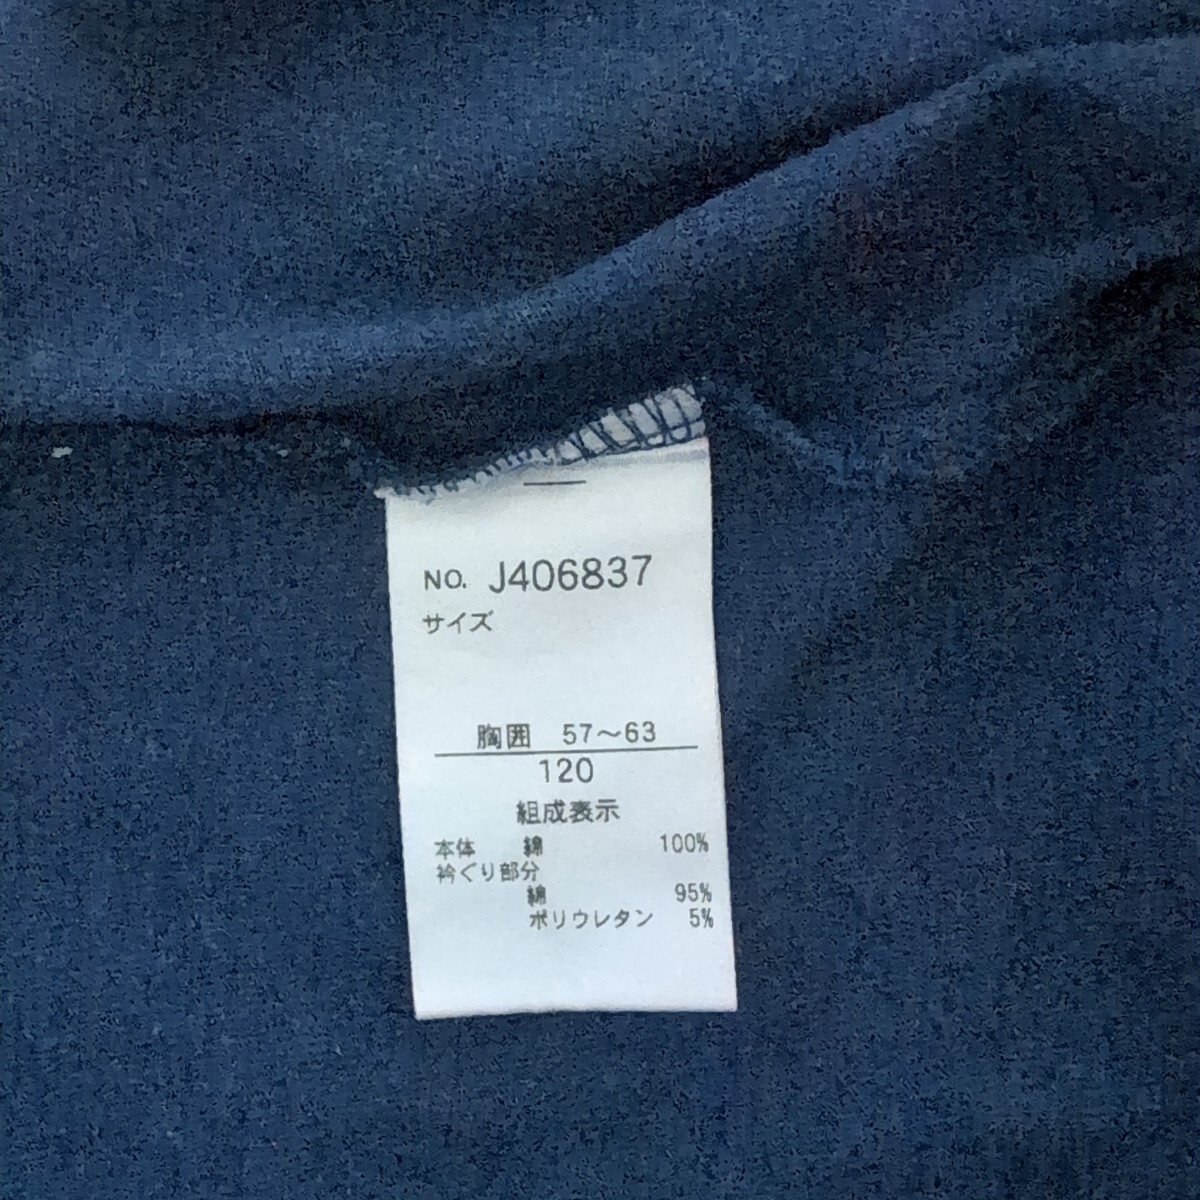 NO. J406837
サイズ
胸囲 57～63
120
組成表示
本体 綿 100%
衿ぐり部分
綿 95%
ポリウレタン 5%